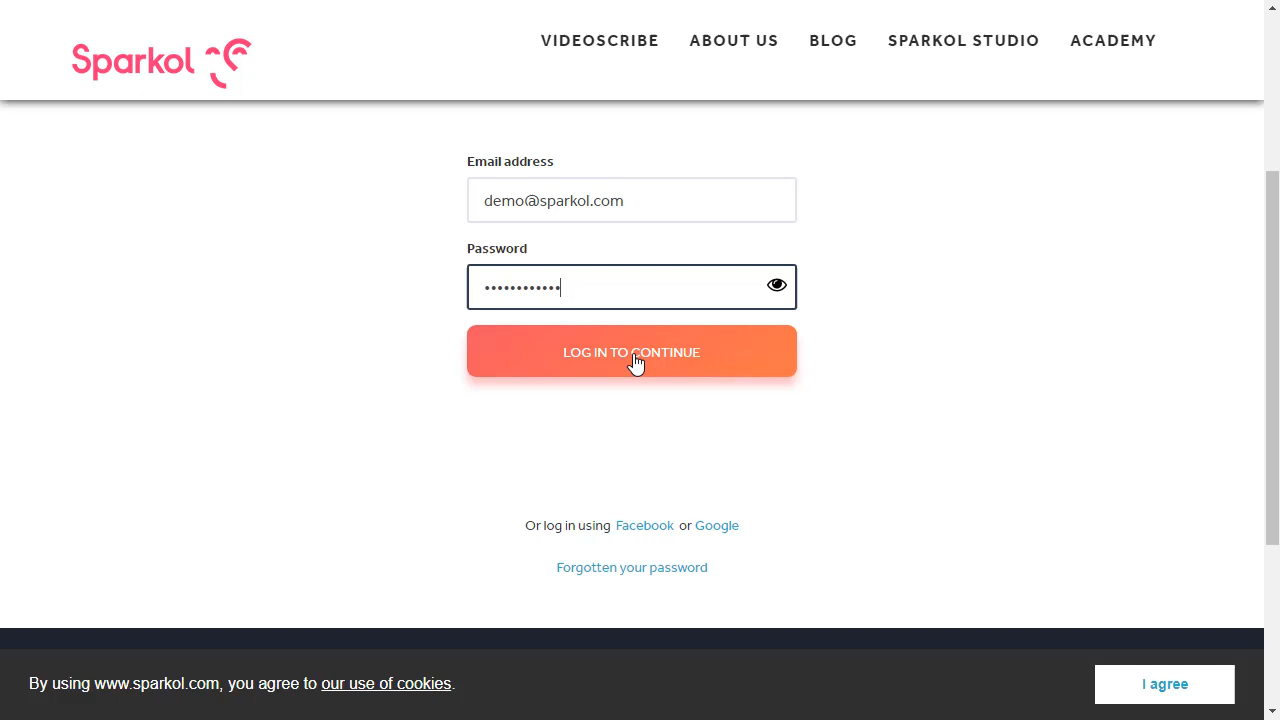 Sparkol
VIDEOSCRIBE ABOUT US BLOG SPARKOL STUDIO ACADEMY
Email address
demo@sparkol.com
Password
••••••••••••
LOG IN TO CONTINUE
Or log in using Facebook or Google
Forgotten your password
By using www.sparkol.com, you agree to our use of cookies.
I agree